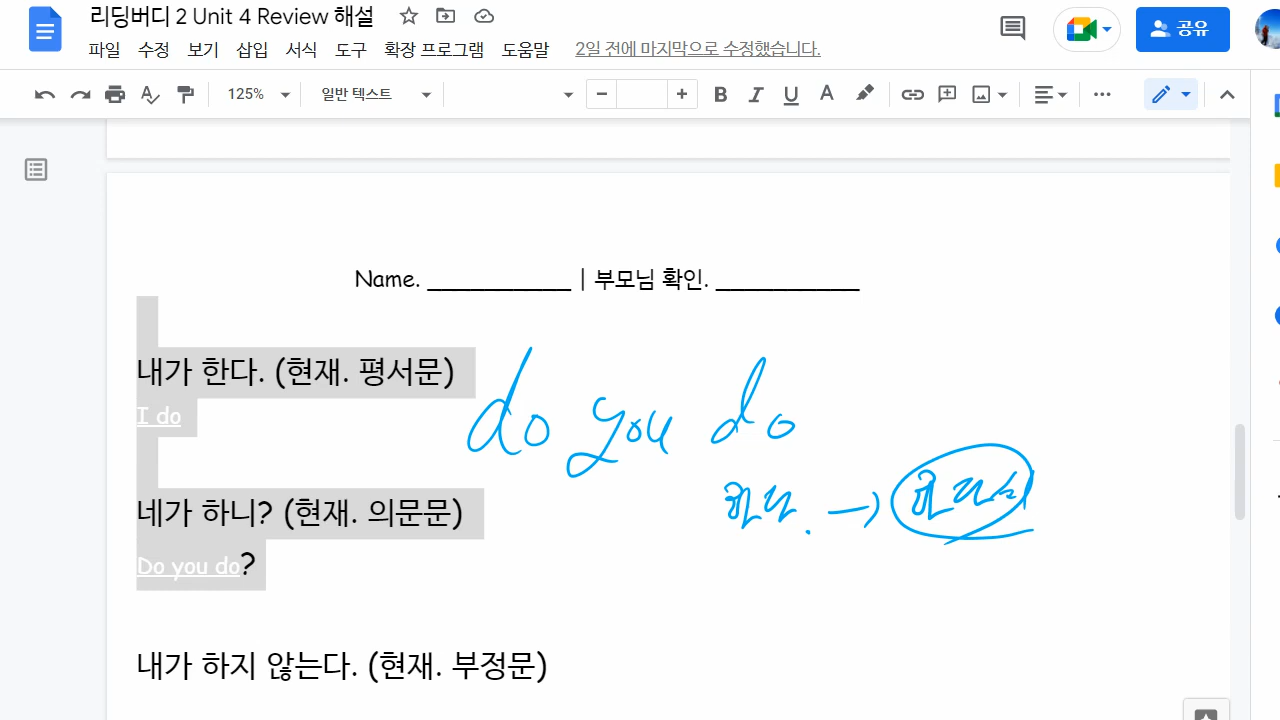 리딩버디 2 Unit 4 Review 해설
파일 수정 보기 삽입 서식 도구 확장 프로그램 도움말 2일 전에 마지막으로 수정했습니다.
공유
125% 일반 텍스트
Name. ___________ | 부모님 확인. ___________
내가 한다. (현재. 평서문)
I do
do you do
네가 하니? (현재. 의문문)
한다. →
Do you do?
내가 하지 않는다. (현재. 부정문)